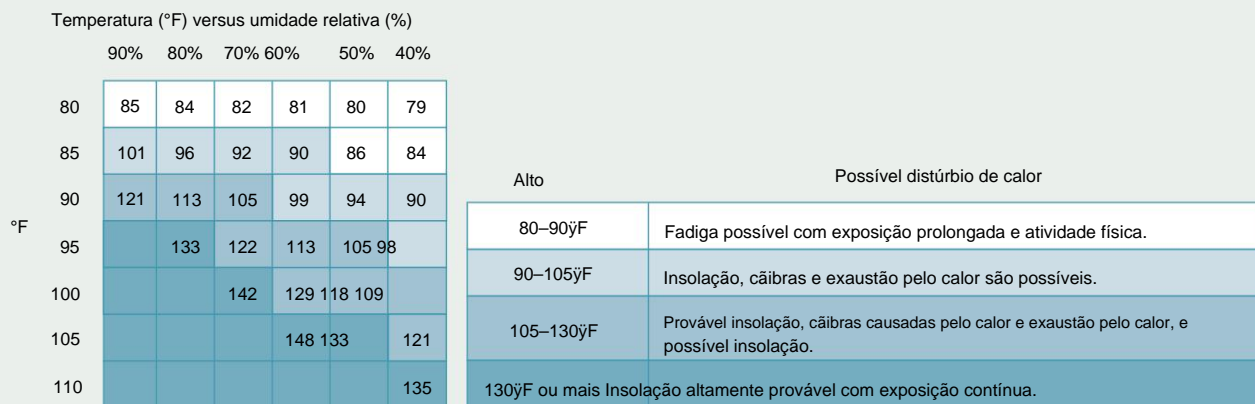 Temperatura (°F) versus umidade relativa (%)
90% 80% 70% 60% 50% 40%
80 85 84 82 81 80 79
85 101 96 92 90 86 84
90 121 113 105 99 94 90
°F
95 133 122 113 105 98
100 142 129 118 109
105 148 133 121
110 135
Alto Possível distúrbio de calor
80–90ÿF Fadiga possível com exposição prolongada e atividade física.
90–105ÿF Insolação, cãibras e exaustão pelo calor são possíveis.
105–130ÿF Provável insolação, cãibras causadas pelo calor e exaustão pelo calor, e
possível insolação.
130ÿF ou mais Insolação altamente provável com exposição contínua.